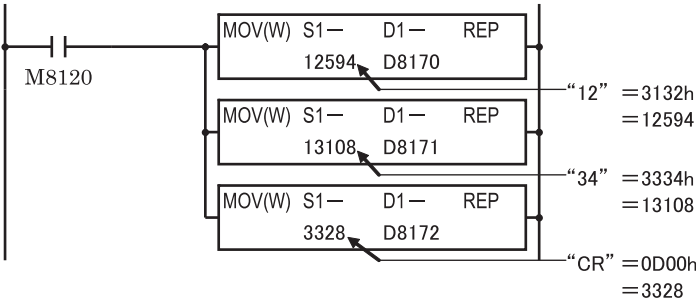 MOV(W) S1— D1— REP
12594 D8170
M8120
“12” =3132h
=12594
MOV(W) S1— D1— REP
13108 D8171
“34” =3334h
=13108
MOV(W) S1— D1— REP
3328 D8172
“CR” =0D00h
=3328